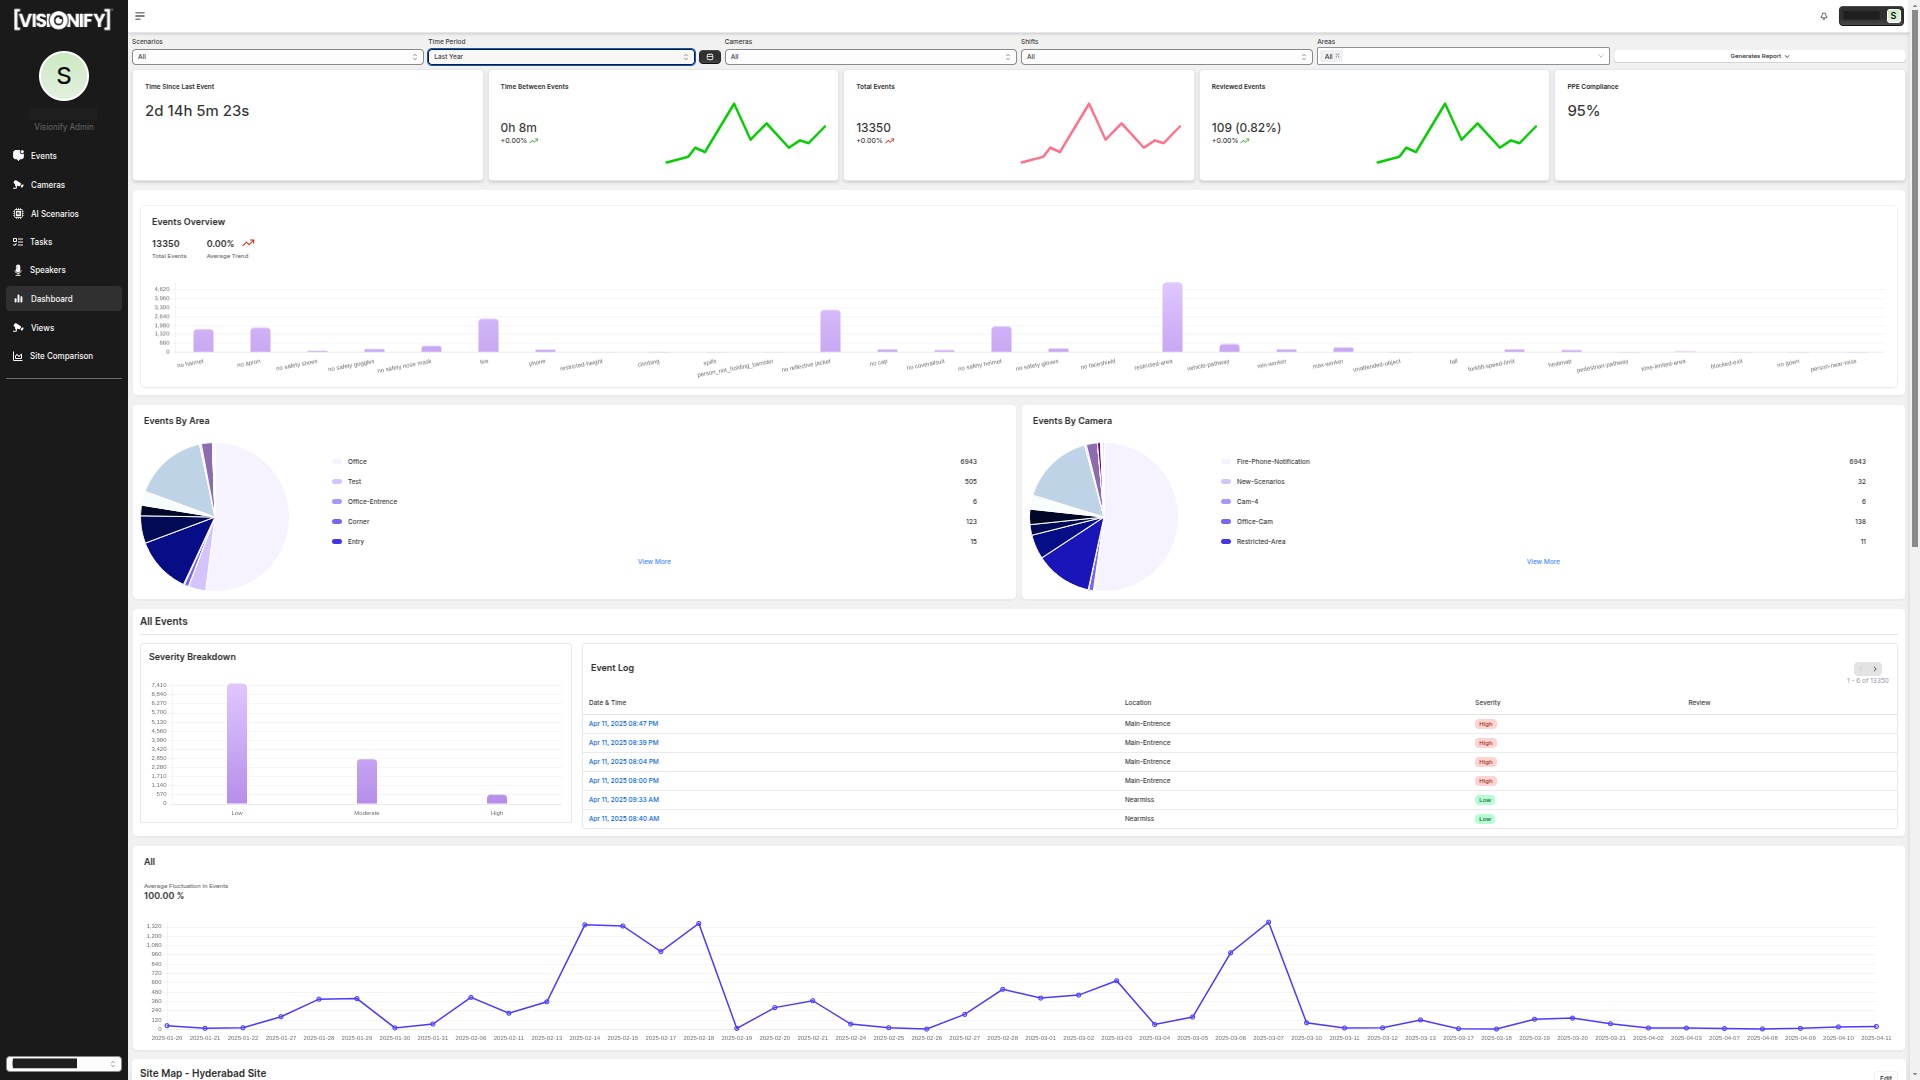 [VISIONIFY]
S
Visionify Admin
Events
Cameras
AI Scenarios
Tasks
Speakers
Dashboard
Views
Site Comparison
S
Scenarios
All
Time Period
Last Year
Cameras
All
Shifts
All
Areas
All
Generates Report
Time Since Last Event
2d 14h 5m 23s
Time Between Events
0h 8m
+0.00%
Total Events
13350
+0.00%
Reviewed Events
109 (0.82%)
+0.00%
PPE Compliance
95%
Events Overview
13350
Total Events
0.00%
Average Trend
4,620
3,960
3,300
2,640
1,980
1,320
660
0
no hairnet
no apron
no safety shoes
no safety goggles
no safety nose mask
fire
phone
restricted-height
climbing
spills
person_not_holding_banister
no reflective jacket
no cap
no coverallsuit
no safety helmet
no safety gloves
no faceshield
restricted-area
vehicle-pathway
min-worker
max-worker
unattended-object
fall
forklift-speed-limit
heatmap
pedestrian-pathway
time-limited-area
blocked-exit
no gown
person-near-miss
Events By Area
Office 6943
Test 505
Office-Entrence 6
Corner 123
Entry 15
View More
Events By Camera
Fire-Phone-Notification 6943
New-Scenarios 32
Cam-4 6
Office-Cam 138
Restricted-Area 11
View More
All Events
Severity Breakdown
7,410
6,840
6,270
5,700
5,130
4,560
3,990
3,420
2,850
2,280
1,710
1,140
570
0
Low Moderate High
Event Log
1 - 6 of 13350
Date & Time Location Severity Review
Apr 11, 2025 08:47 PM Main-Entrence High
Apr 11, 2025 08:39 PM Main-Entrence High
Apr 11, 2025 08:04 PM Main-Entrence High
Apr 11, 2025 08:00 PM Main-Entrence High
Apr 11, 2025 09:33 AM Nearmiss Low
Apr 11, 2025 08:40 AM Nearmiss Low
All
Average Fluctuation in Events
100.00 %
1,320
1,200
1,080
960
840
720
600
480
360
240
120
0
2025-01-20 2025-01-21 2025-01-22 2025-01-27 2025-01-28 2025-01-29 2025-01-30 2025-01-31 2025-02-06 2025-02-11 2025-02-13 2025-02-14 2025-02-15 2025-02-17 2025-02-18 2025-02-19 2025-02-20 2025-02-21 2025-02-24 2025-02-25 2025-02-26 2025-02-27 2025-02-28 2025-03-01 2025-03-02 2025-03-03 2025-03-04 2025-03-05 2025-03-06 2025-03-07 2025-03-10 2025-03-11 2025-03-12 2025-03-13 2025-03-17 2025-03-18 2025-03-19 2025-03-20 2025-03-21 2025-04-02 2025-04-03 2025-04-07 2025-04-08 2025-04-09 2025-04-10 2025-04-11
Site Map - Hyderabad Site
Edit